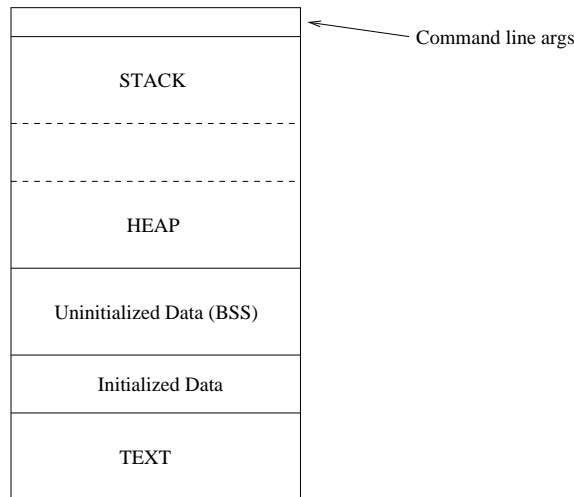 Command line args
STACK
HEAP
Uninitialized Data (BSS)
Initialized Data
TEXT